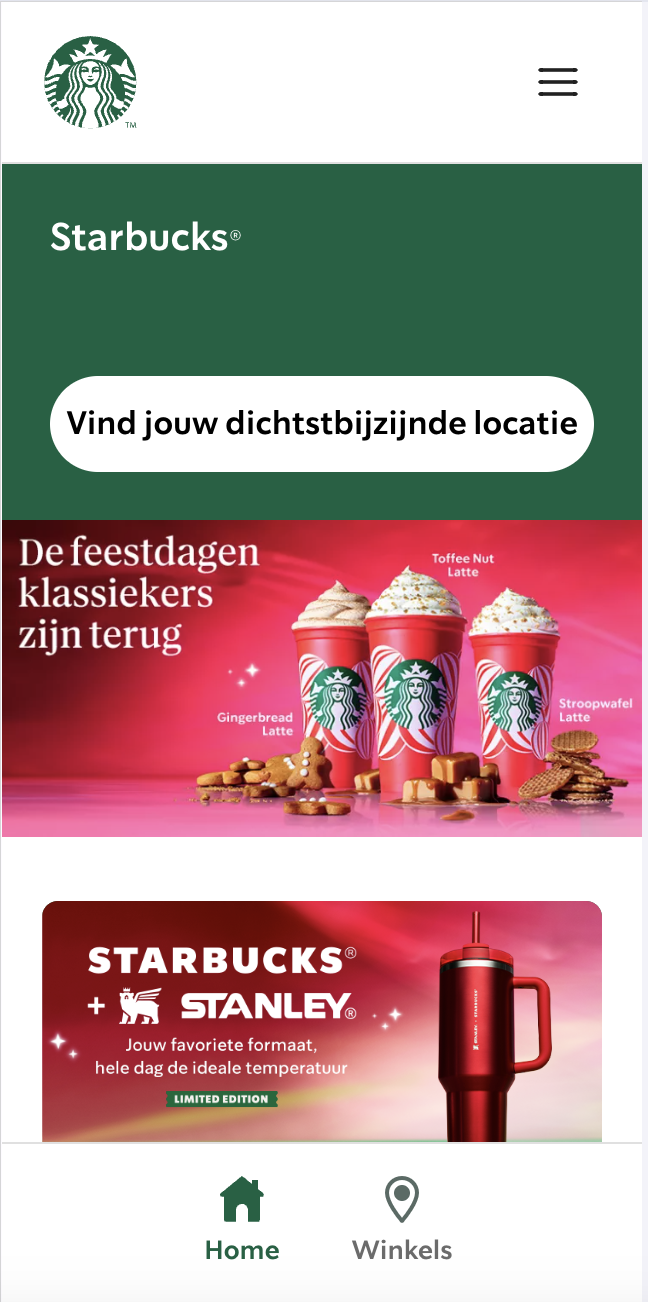 TM
Starbucks®
Vind jouw dichtstbijzijnde locatie
De feestdagen
klassiekers
zijn terug
Toffee Nut
Latte
Gingerbread
Latte
Stroopwafel
Latte
STARBUCKS®
+ STANLEY®
Jouw favoriete formaat,
hele dag de ideale temperatuur
LIMITED EDITION
Home
Winkels